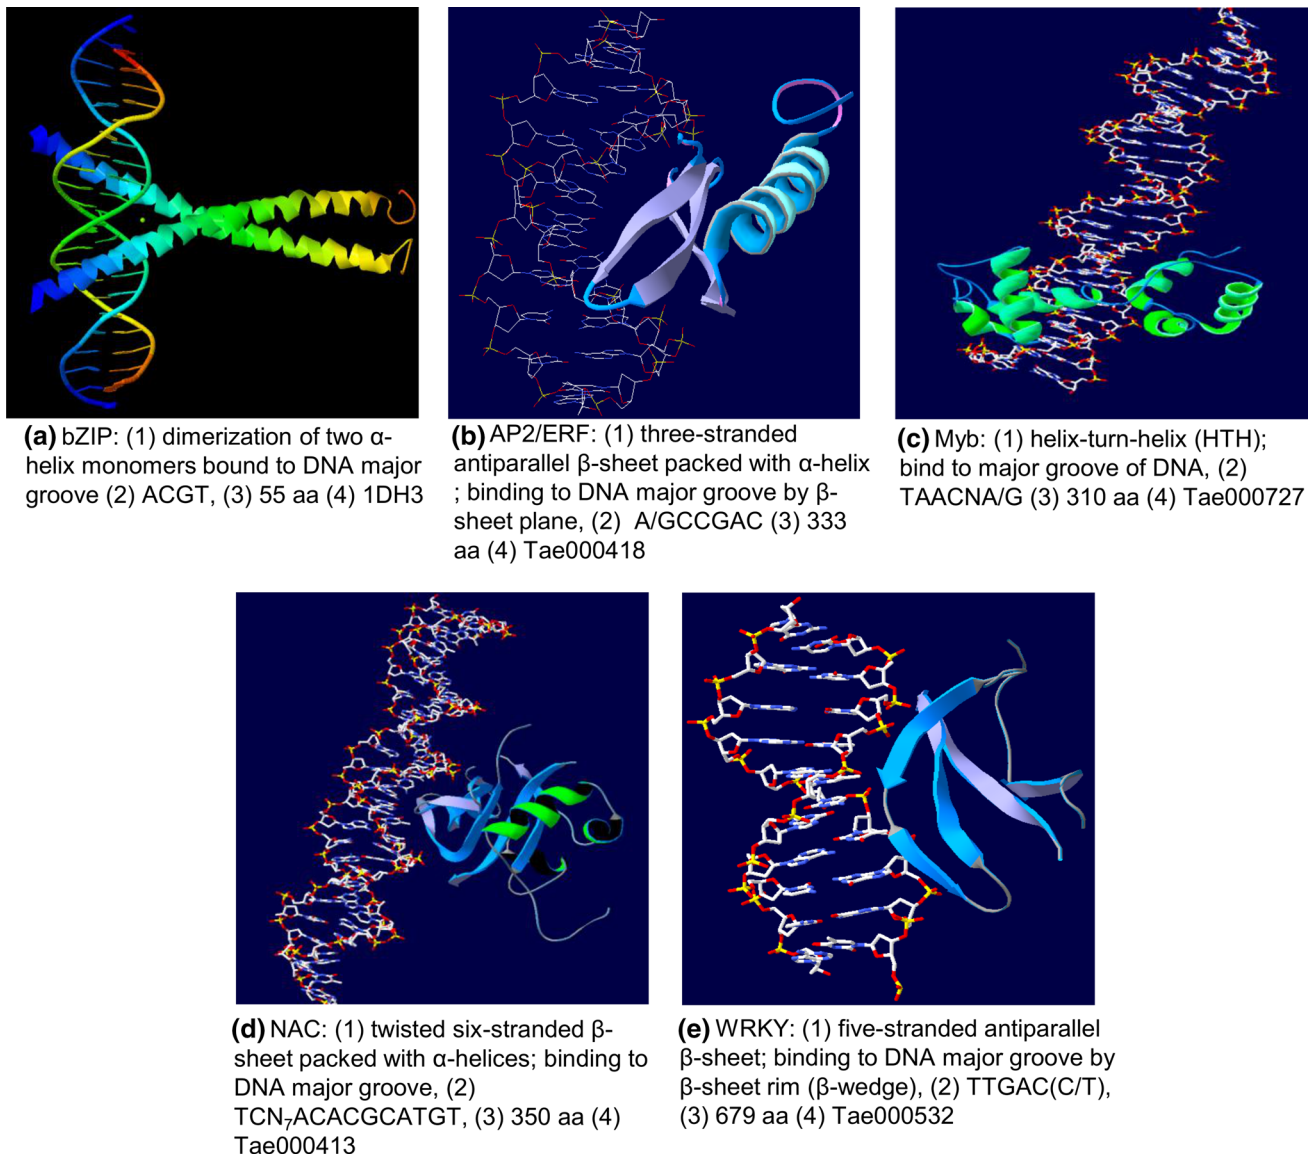 (a) bZIP: (1) dimerization of two α-
helix monomers bound to DNA major
groove (2) ACGT, (3) 55 aa (4) 1DH3
(b) AP2/ERF: (1) three-stranded
antiparallel β-sheet packed with α-helix
; binding to DNA major groove by β-
sheet plane, (2) A/GCCGAC (3) 333
aa (4) Tae000418
(c) Myb: (1) helix-turn-helix (HTH);
bind to major groove of DNA, (2)
TAACNA/G (3) 310 aa (4) Tae000727
(d) NAC: (1) twisted six-stranded β-
sheet packed with α-helices; binding to
DNA major groove, (2)
TCN₇ACACGCATGT, (3) 350 aa (4)
Tae000413
(e) WRKY: (1) five-stranded antiparallel
β-sheet; binding to DNA major groove by
β-sheet rim (β-wedge), (2) TTGAC(C/T),
(3) 679 aa (4) Tae000532